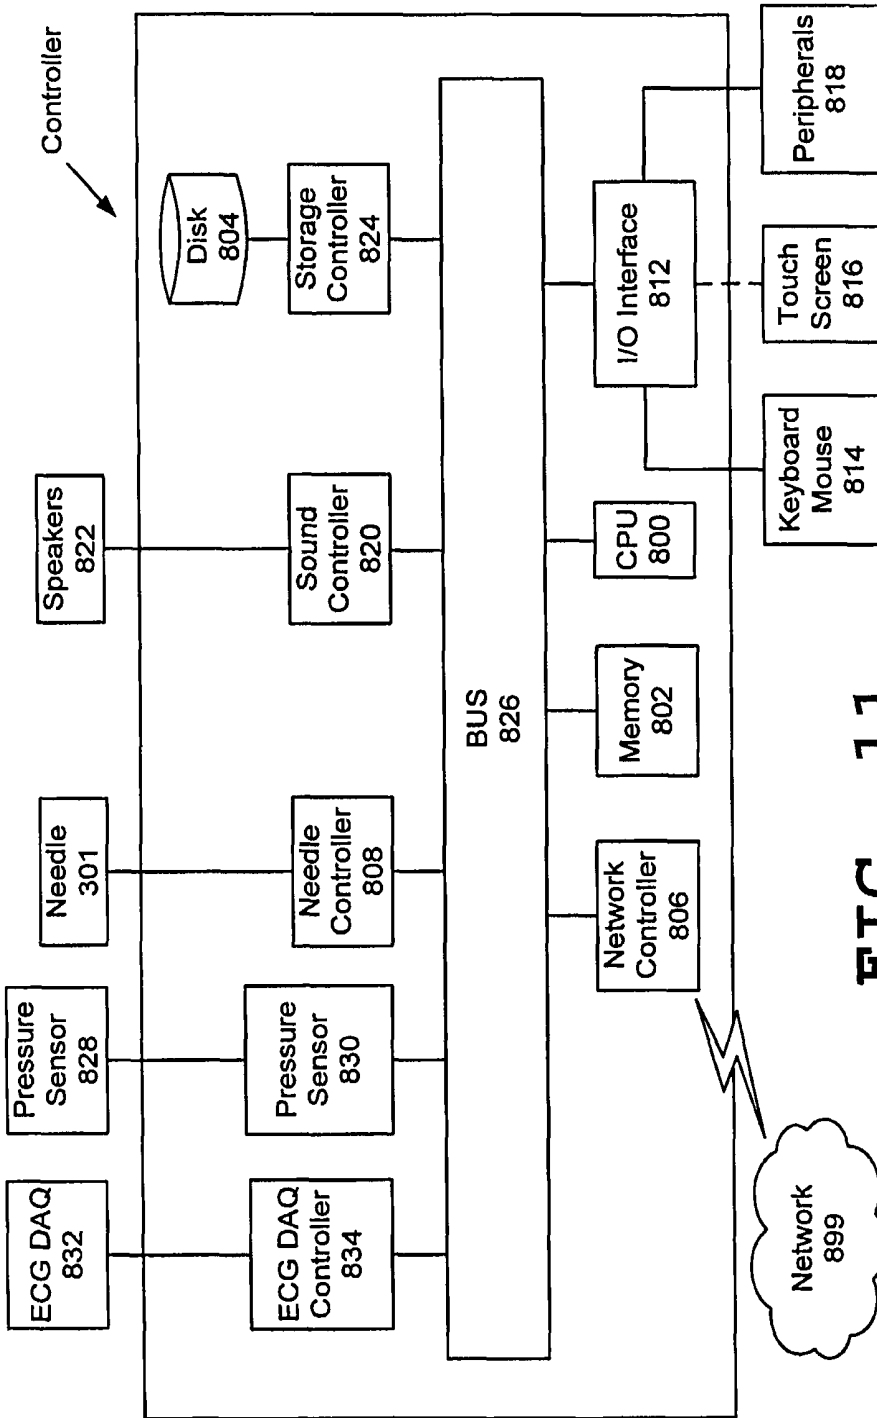 Controller
ECG DAQ
832
Pressure
Sensor
828
Needle
301
Speakers
822
ECG DAQ
Controller
834
Pressure
Sensor
830
Needle
Controller
808
Sound
Controller
820
Disk
804
Storage
Controller
824
BUS
826
Network
Controller
806
Memory
802
CPU
800
I/O Interface
812
Network
899
Keyboard
Mouse
814
Touch
Screen
816
Peripherals
818
FIG. 11